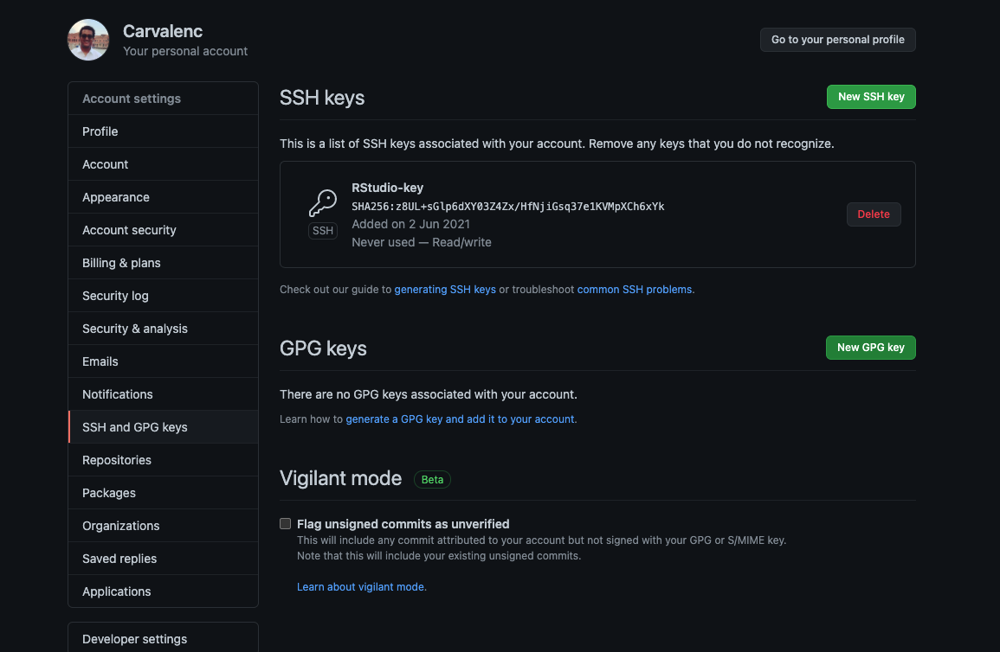 Carvalenc
Your personal account
Go to your personal profile
Account settings
Profile
Account
Appearance
Account security
Billing & plans
Security log
Security & analysis
Emails
Notifications
SSH and GPG keys
Repositories
Packages
Organizations
Saved replies
Applications
Developer settings
SSH keys
New SSH key
This is a list of SSH keys associated with your account. Remove any keys that you do not recognize.
RStudio-key
SHA256:z8UL+sGlp6dXY03Z4Zx/HfNjiGsq37e1KVMpXCh6xYk
Added on 2 Jun 2021
Never used — Read/write
SSH
Delete
Check out our guide to generating SSH keys or troubleshoot common SSH problems.
GPG keys
New GPG key
There are no GPG keys associated with your account.
Learn how to generate a GPG key and add it to your account.
Vigilant mode Beta
Flag unsigned commits as unverified
This will include any commit attributed to your account but not signed with your GPG or S/MIME key.
Note that this will include your existing unsigned commits.
Learn about vigilant mode.